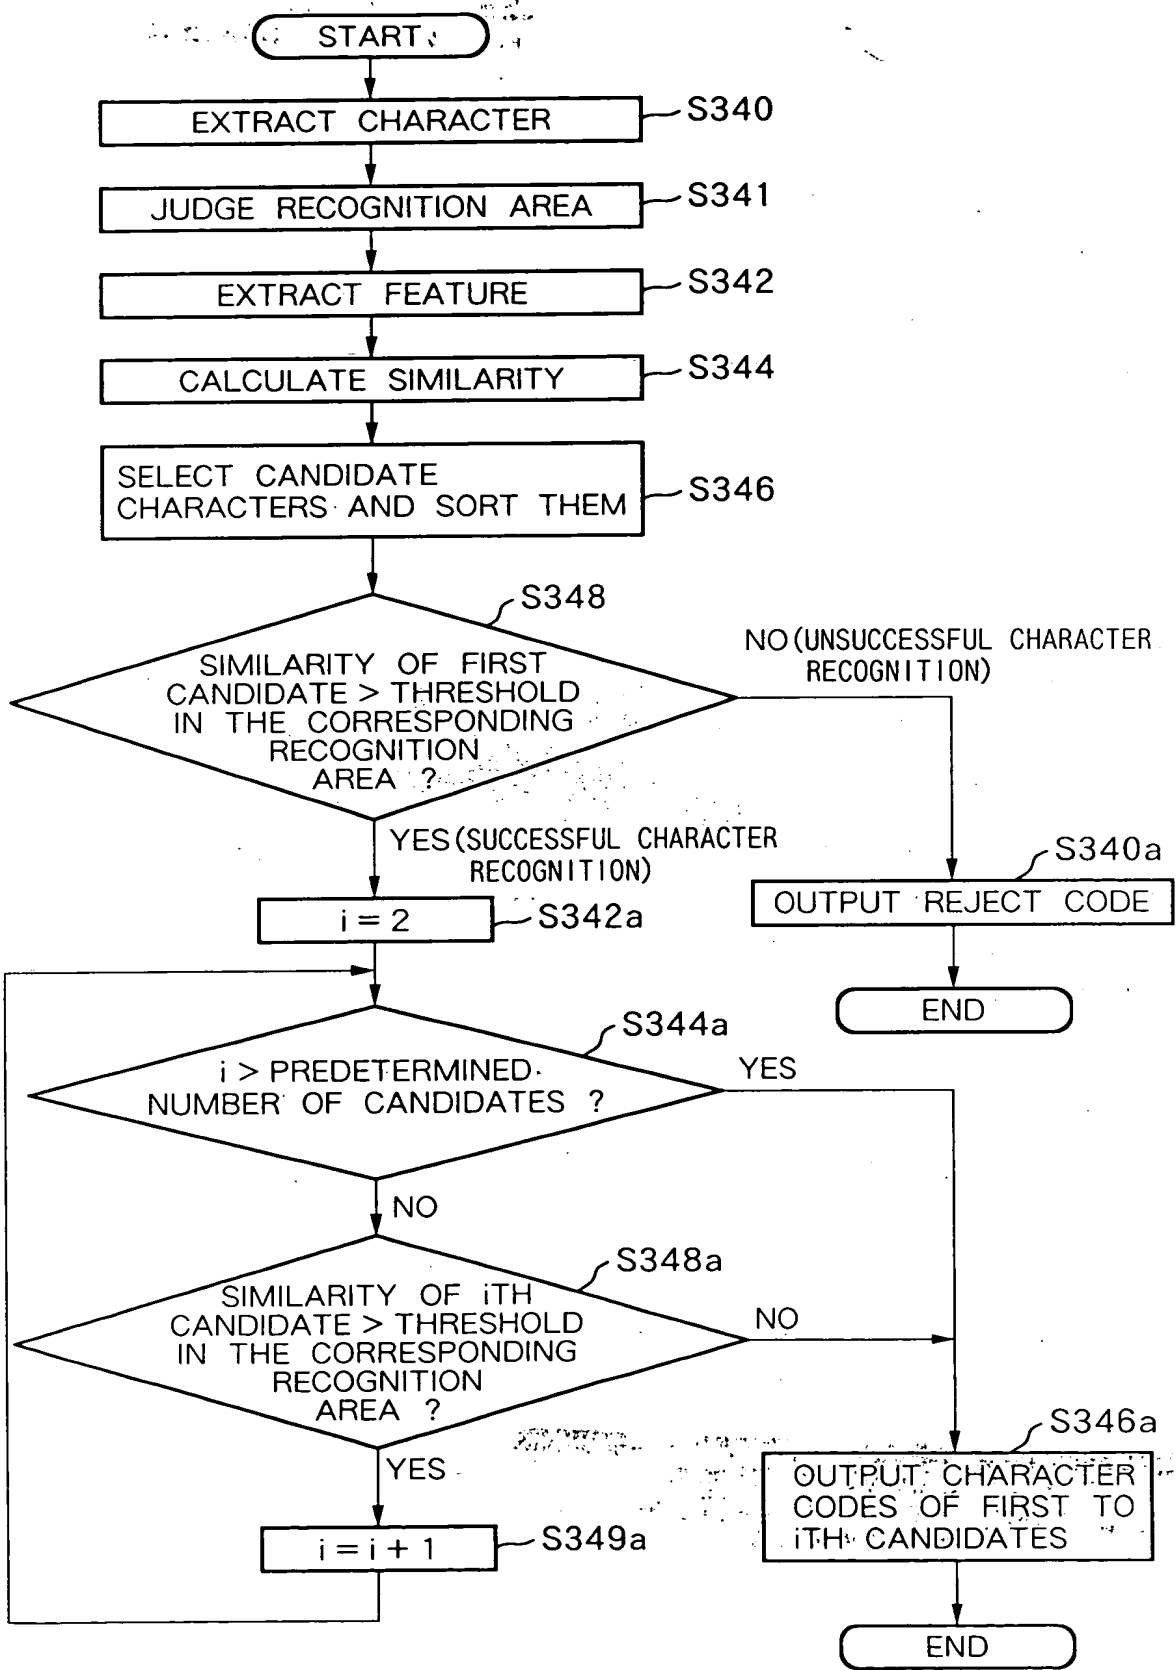 START
EXTRACT CHARACTER
S340
JUDGE RECOGNITION AREA
S341
EXTRACT FEATURE
S342
CALCULATE SIMILARITY
S344
SELECT CANDIDATE
CHARACTERS AND SORT THEM
S346
S348
SIMILARITY OF FIRST
CANDIDATE > THRESHOLD
IN THE CORRESPONDING
RECOGNITION
AREA ?
NO (UNSUCCESSFUL CHARACTER
RECOGNITION)
YES (SUCCESSFUL CHARACTER
RECOGNITION)
S340a
OUTPUT REJECT CODE
END
i = 2
S342a
S344a
i > PREDETERMINED
NUMBER OF CANDIDATES ?
YES
NO
S348a
SIMILARITY OF iTH
CANDIDATE > THRESHOLD
IN THE CORRESPONDING
RECOGNITION
AREA ?
NO
YES
i = i + 1
S349a
S346a
OUTPUT CHARACTER
CODES OF FIRST TO
iTH CANDIDATES
END